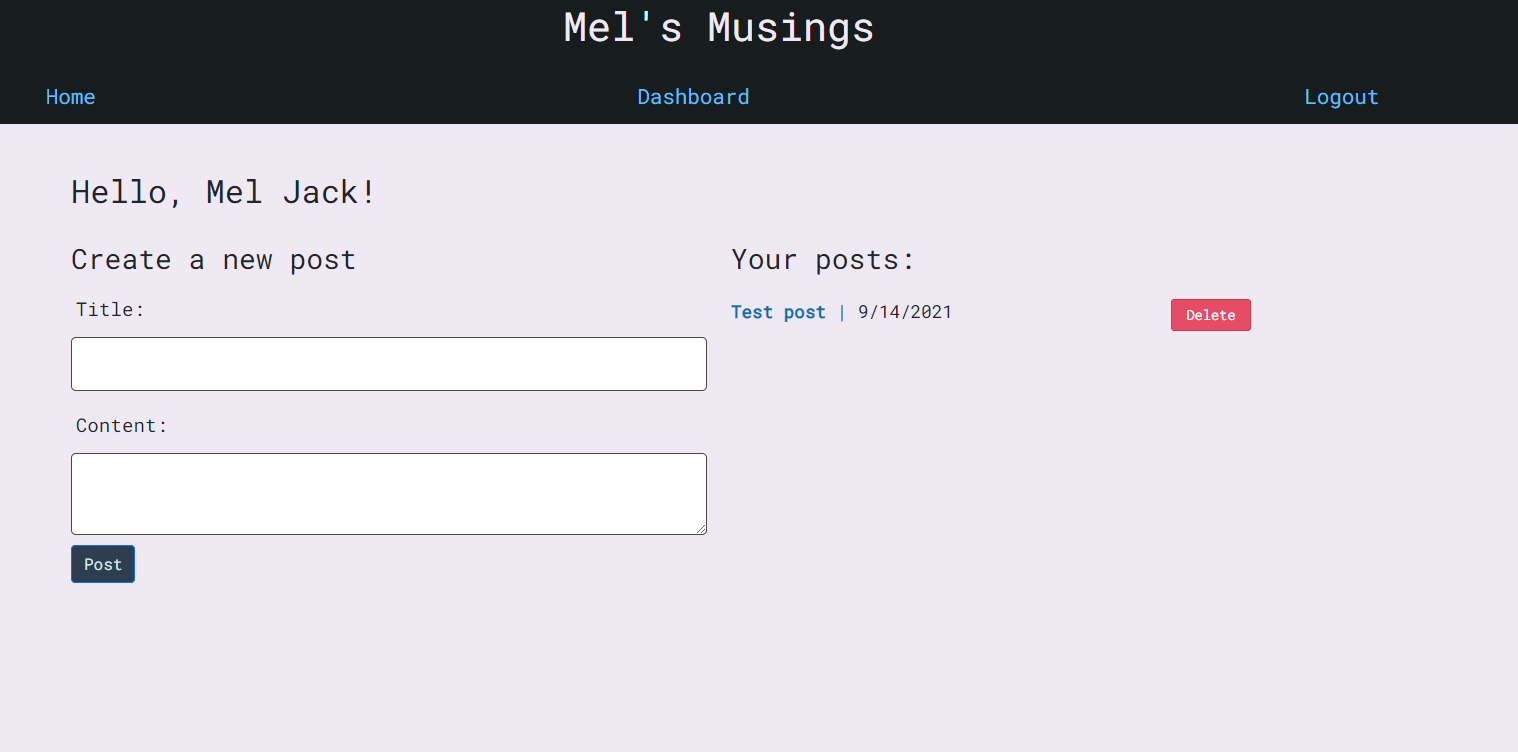 Mel's Musings
Home Dashboard Logout
Hello, Mel Jack!
Create a new post
Title:
Content:
Post
Your posts:
Test post | 9/14/2021 Delete